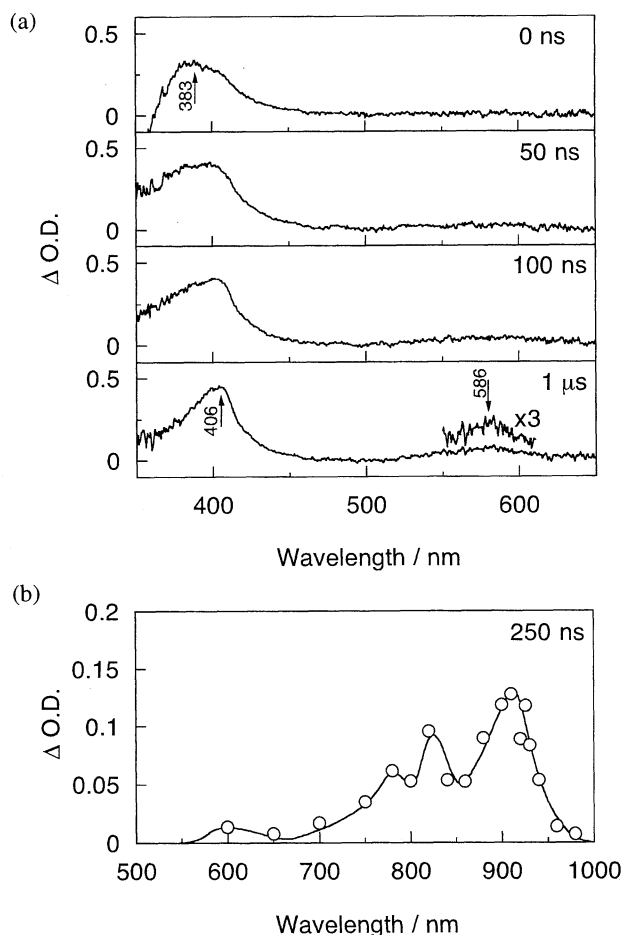 (a)
0.5
0 ns
383
0
0.5
50 ns
0
Δ O.D.
0.5
100 ns
0
0.5
1 μs
586
406
x3
0
400 500 600
Wavelength / nm
(b)
0.2
250 ns
0.15
Δ O.D.
0.1
0.05
0
500 600 700 800 900 1000
Wavelength / nm